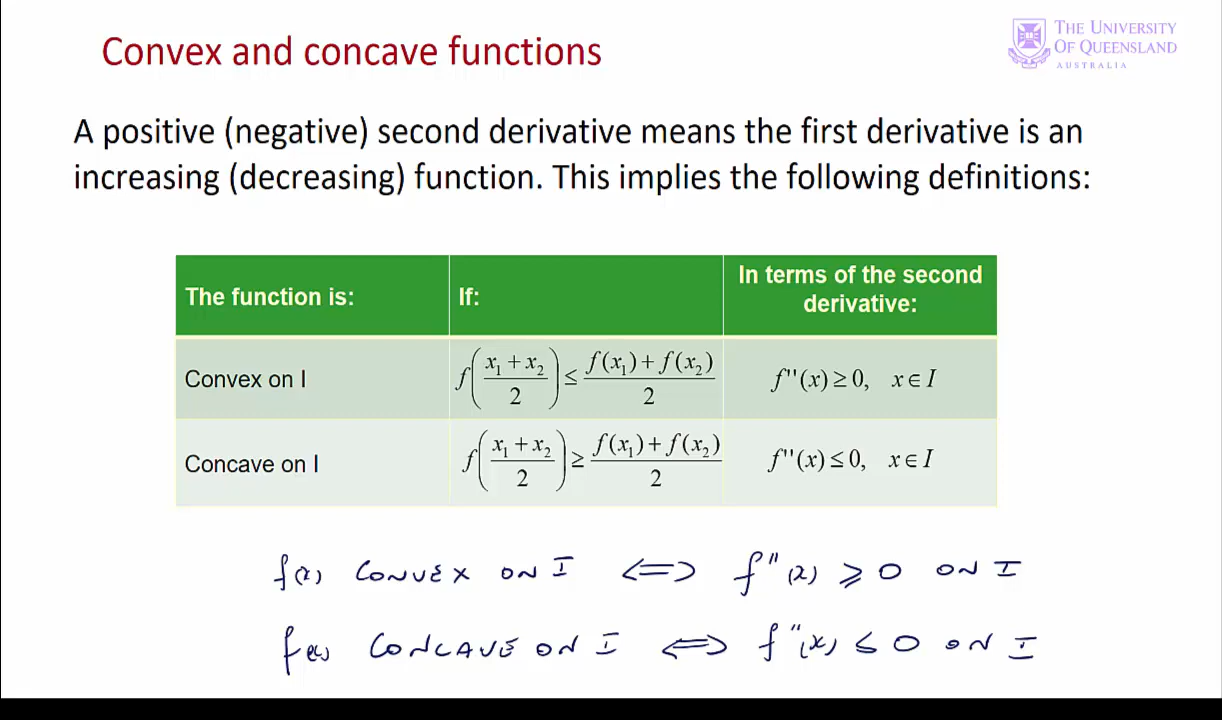 Convex and concave functions
THE UNIVERSITY
OF QUEENSLAND
AUSTRALIA
A positive (negative) second derivative means the first derivative is an
increasing (decreasing) function. This implies the following definitions:
The function is:
If:
In terms of the second
derivative:
Convex on I
f((x₁ + x₂)/2) ≤ (f(x₁) + f(x₂))/2
f''(x) ≥ 0, x ∈ I
Concave on I
f((x₁ + x₂)/2) ≥ (f(x₁) + f(x₂))/2
f''(x) ≤ 0, x ∈ I
f(x) CONVEX ON I ⇔ f"(x) ≥ 0 ON I
f(x) CONCAVE ON I ⇔ f"(x) ≤ 0 ON I